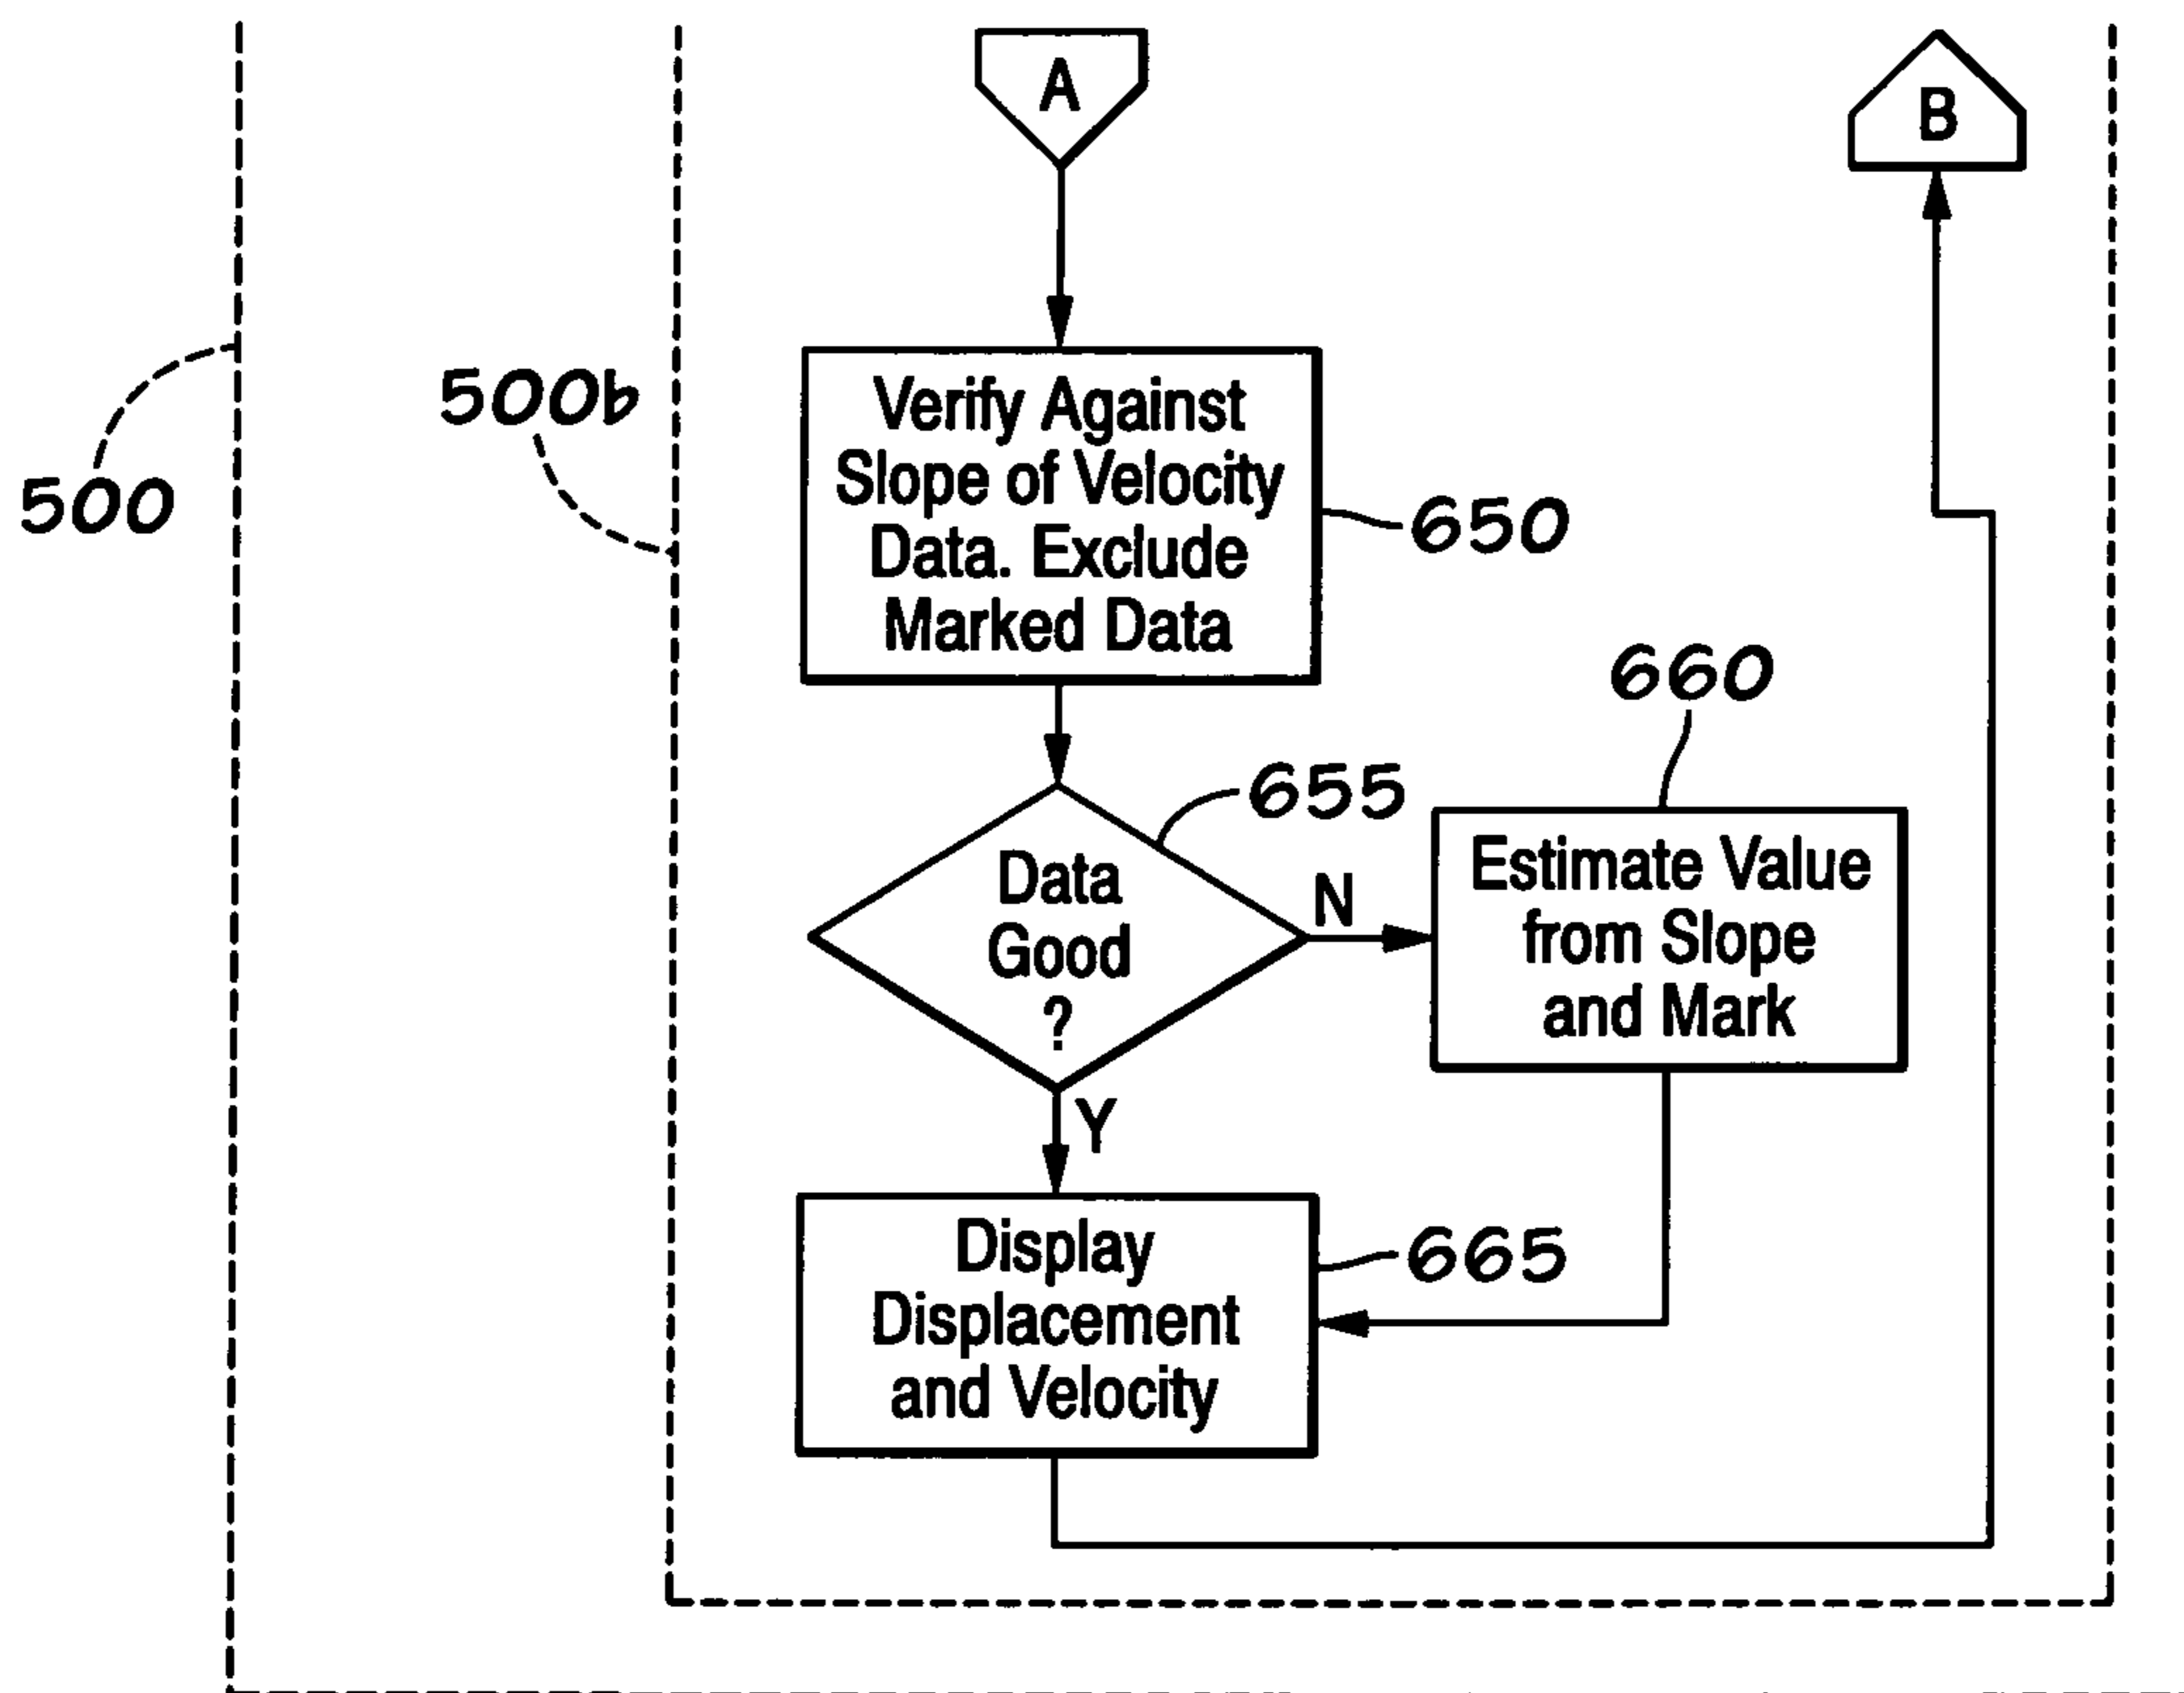 A
B
500
500b
Verify Against
Slope of Velocity
Data. Exclude
Marked Data
650
660
655
Data
Good
?
N
Estimate Value
from Slope
and Mark
Y
Display
Displacement
and Velocity
665